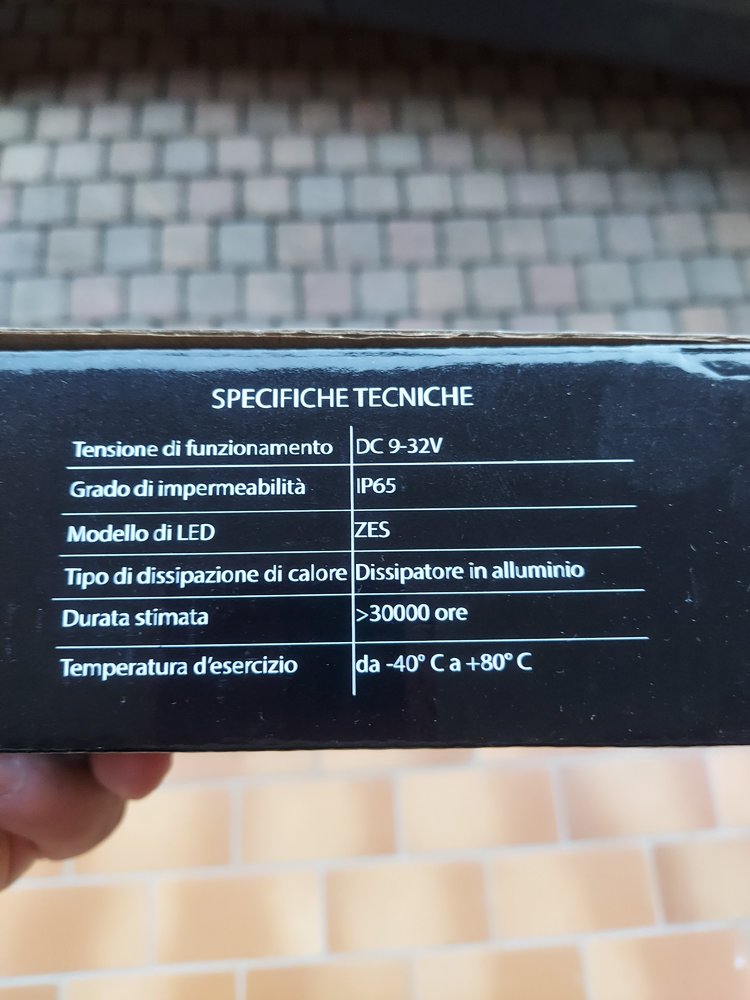 SPECIFICHE TECNICHE
Tensione di funzionamento DC 9-32V
Grado di impermeabilità IP65
Modello di LED ZES
Tipo di dissipazione di calore Dissipatore in alluminio
Durata stimata >30000 ore
Temperatura d'esercizio da -40° C a +80° C